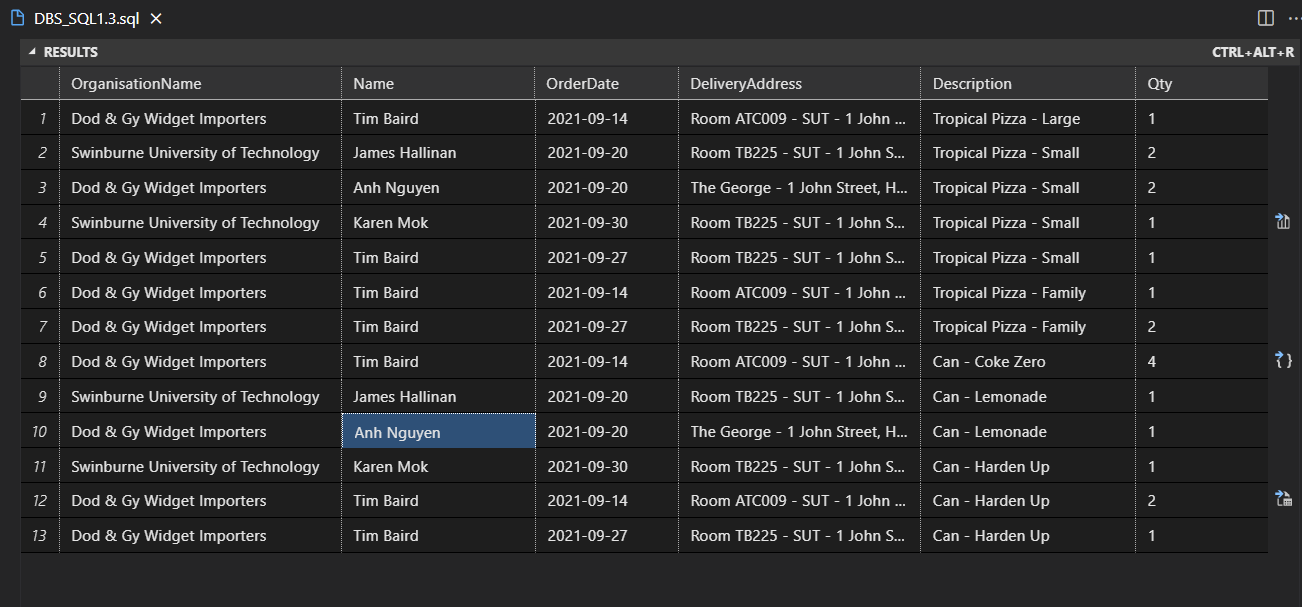 DBS_SQL1.3.sql
RESULTS CTRL+ALT+R
OrganisationName Name OrderDate DeliveryAddress Description Qty
1 Dod & Gy Widget Importers Tim Baird 2021-09-14 Room ATC009 - SUT - 1 John ... Tropical Pizza - Large 1
2 Swinburne University of Technology James Hallinan 2021-09-20 Room TB225 - SUT - 1 John S... Tropical Pizza - Small 2
3 Dod & Gy Widget Importers Anh Nguyen 2021-09-20 The George - 1 John Street, H... Tropical Pizza - Small 2
4 Swinburne University of Technology Karen Mok 2021-09-30 Room TB225 - SUT - 1 John S... Tropical Pizza - Small 1
5 Dod & Gy Widget Importers Tim Baird 2021-09-27 Room TB225 - SUT - 1 John S... Tropical Pizza - Small 1
6 Dod & Gy Widget Importers Tim Baird 2021-09-14 Room ATC009 - SUT - 1 John ... Tropical Pizza - Family 1
7 Dod & Gy Widget Importers Tim Baird 2021-09-27 Room TB225 - SUT - 1 John S... Tropical Pizza - Family 2
8 Dod & Gy Widget Importers Tim Baird 2021-09-14 Room ATC009 - SUT - 1 John ... Can - Coke Zero 4
9 Swinburne University of Technology James Hallinan 2021-09-20 Room TB225 - SUT - 1 John S... Can - Lemonade 1
10 Dod & Gy Widget Importers Anh Nguyen 2021-09-20 The George - 1 John Street, H... Can - Lemonade 1
11 Swinburne University of Technology Karen Mok 2021-09-30 Room TB225 - SUT - 1 John S... Can - Harden Up 1
12 Dod & Gy Widget Importers Tim Baird 2021-09-14 Room ATC009 - SUT - 1 John ... Can - Harden Up 2
13 Dod & Gy Widget Importers Tim Baird 2021-09-27 Room TB225 - SUT - 1 John S... Can - Harden Up 1